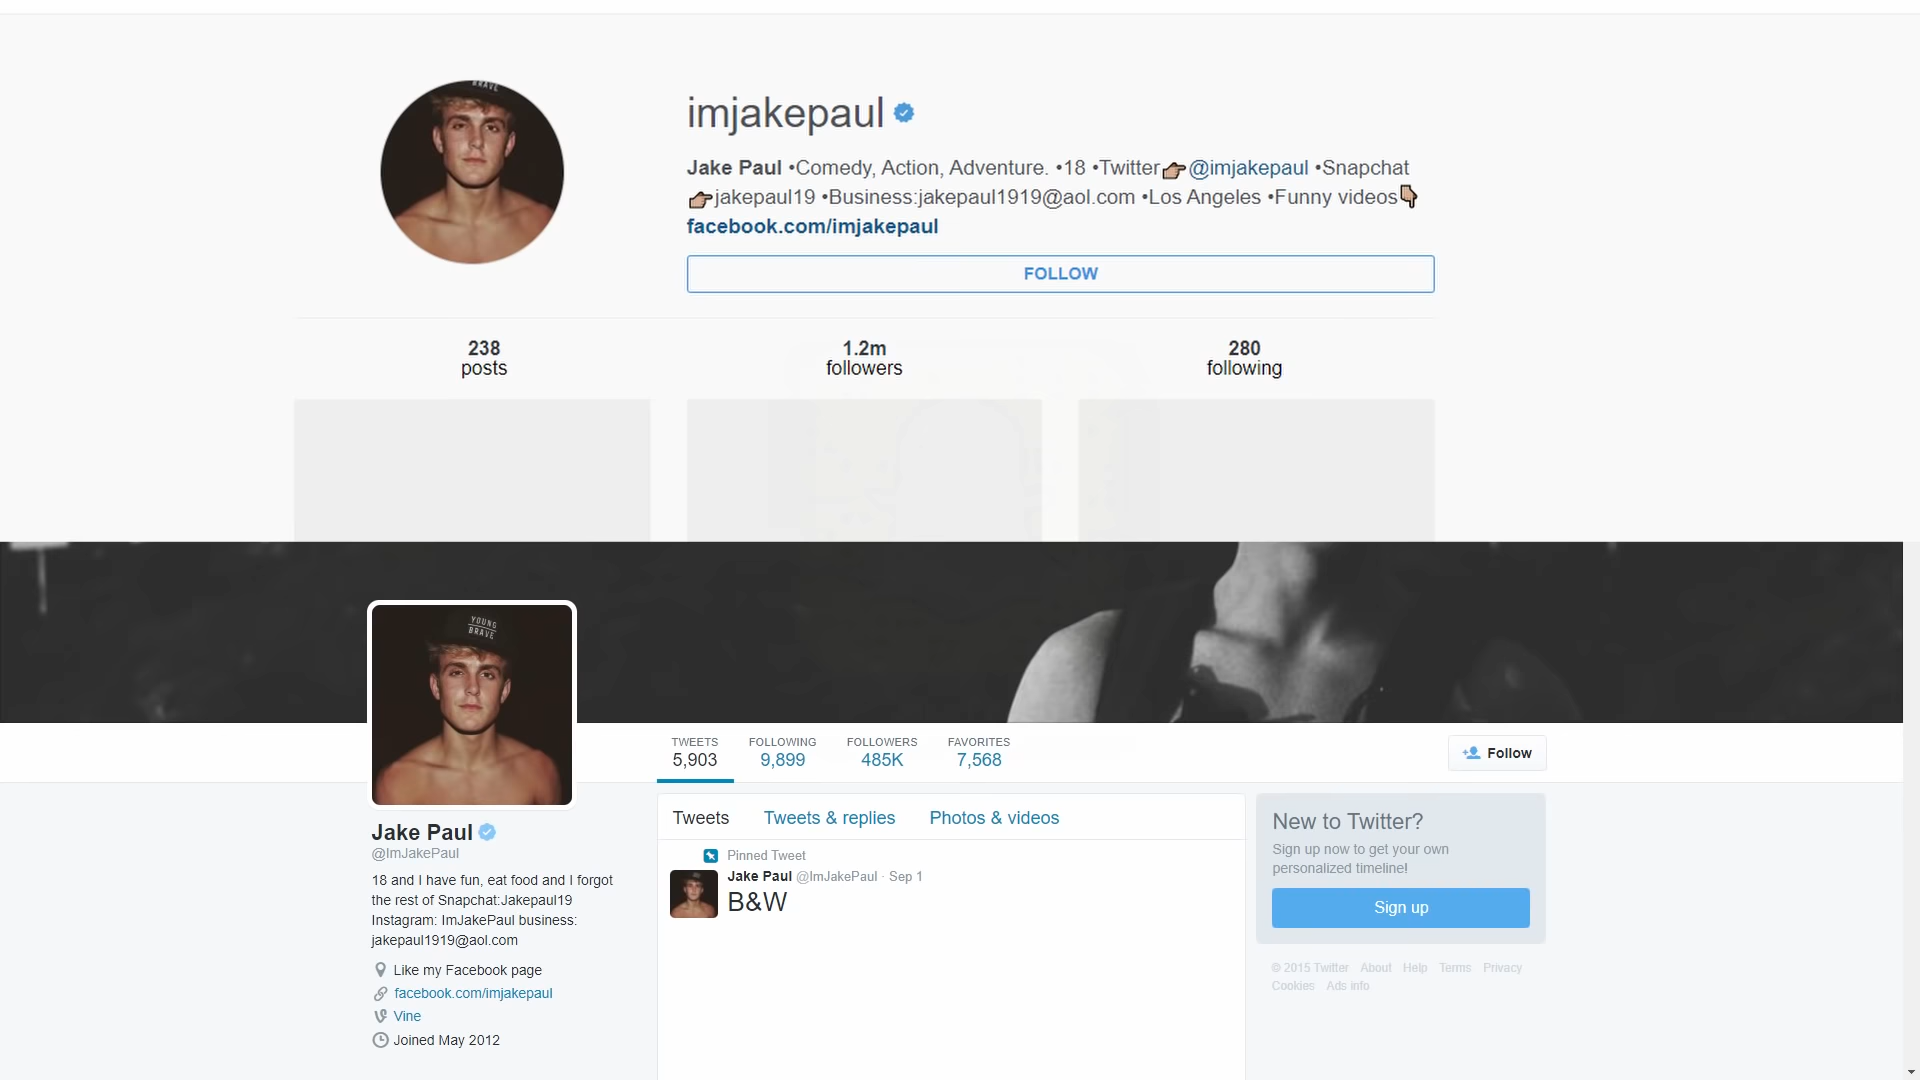 BRAVE
imjakepaul
Jake Paul •Comedy, Action, Adventure. •18 •Twitter👉@imjakepaul •Snapchat
👉jakepaul19 •Business:jakepaul1919@aol.com •Los Angeles •Funny videos👇
facebook.com/imjakepaul
FOLLOW
238 1.2m 280
posts followers following
YOUNG
BRAVE
TWEETS FOLLOWING FOLLOWERS FAVORITES
5,903 9,899 485K 7,568
Follow
Tweets Tweets & replies Photos & videos
Pinned Tweet
Jake Paul @ImJakePaul · Sep 1
B&W
Jake Paul
@ImJakePaul
18 and I have fun, eat food and I forgot
the rest of Snapchat:Jakepaul19
Instagram: ImJakePaul business:
jakepaul1919@aol.com
Like my Facebook page
facebook.com/imjakepaul
Vine
Joined May 2012
New to Twitter?
Sign up now to get your own
personalized timeline!
Sign up
© 2015 Twitter About Help Terms Privacy
Cookies Ads info